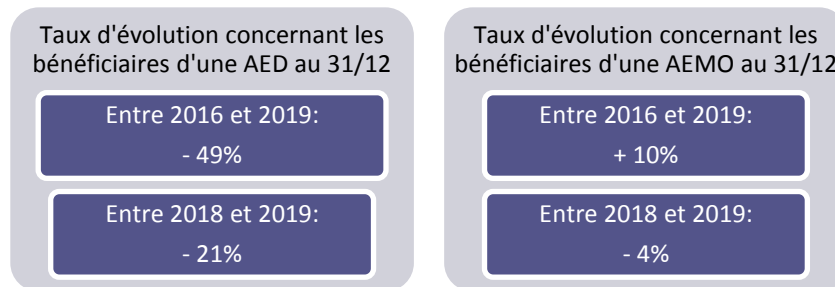 Taux d'évolution concernant les
bénéficiaires d'une AED au 31/12
Entre 2016 et 2019:
- 49%
Entre 2018 et 2019:
- 21%
Taux d'évolution concernant les
bénéficiaires d'une AEMO au 31/12
Entre 2016 et 2019:
+ 10%
Entre 2018 et 2019:
- 4%